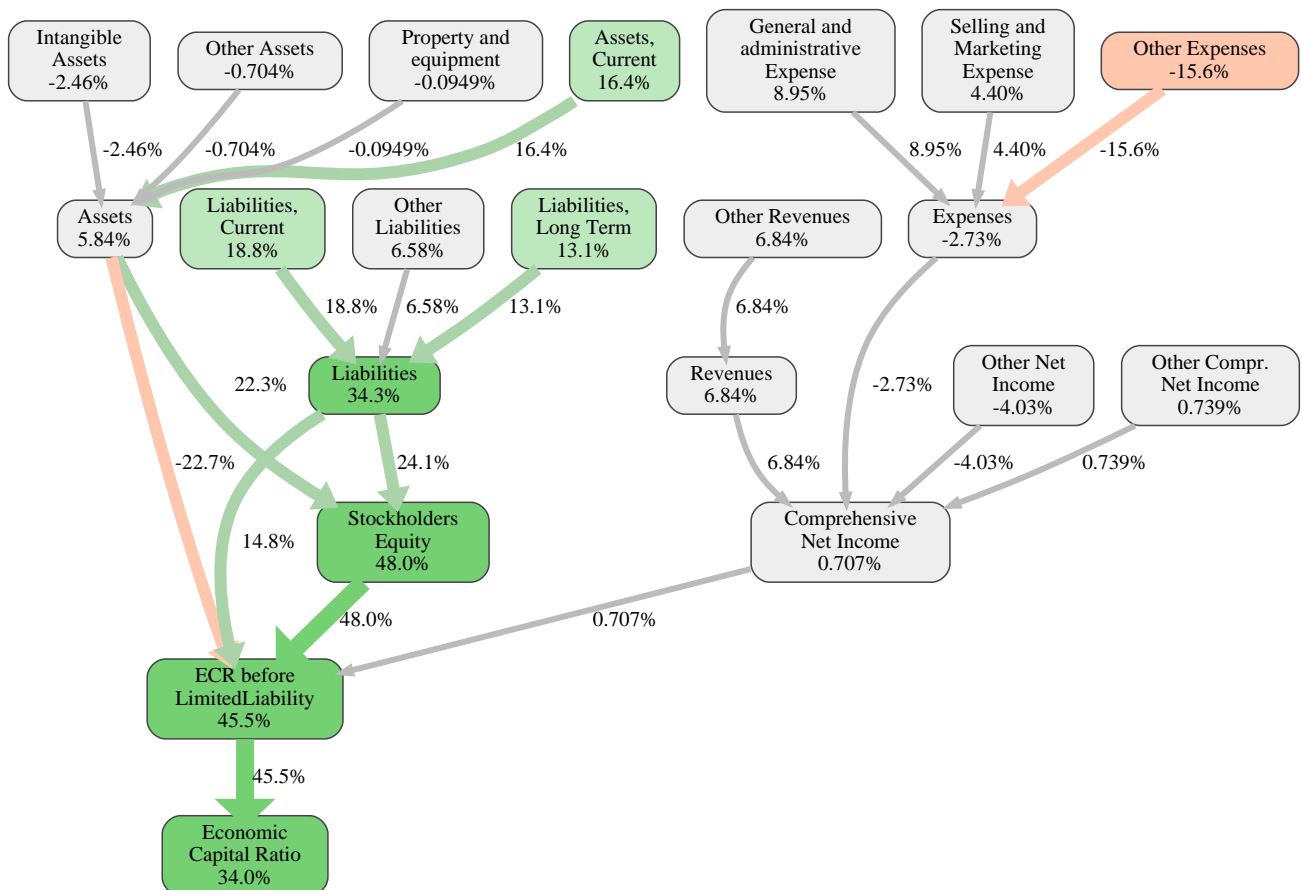 Intangible
Assets
-2.46%
Other Assets
-0.704%
Property and
equipment
-0.0949%
Assets,
Current
16.4%
General and
administrative
Expense
8.95%
Selling and
Marketing
Expense
4.40%
Other Expenses
-15.6%
-2.46%
-0.704%
-0.0949%
16.4%
8.95%
4.40%
-15.6%
Assets
5.84%
Liabilities,
Current
18.8%
Other
Liabilities
6.58%
Liabilities,
Long Term
13.1%
Other Revenues
6.84%
Expenses
-2.73%
18.8%
6.58%
13.1%
6.84%
Liabilities
34.3%
Revenues
6.84%
Other Net
Income
-4.03%
Other Compr.
Net Income
0.739%
22.3%
-2.73%
-22.7%
24.1%
6.84%
-4.03%
0.739%
Stockholders
Equity
48.0%
Comprehensive
Net Income
0.707%
14.8%
48.0%
0.707%
ECR before
LimitedLiability
45.5%
45.5%
Economic
Capital Ratio
34.0%